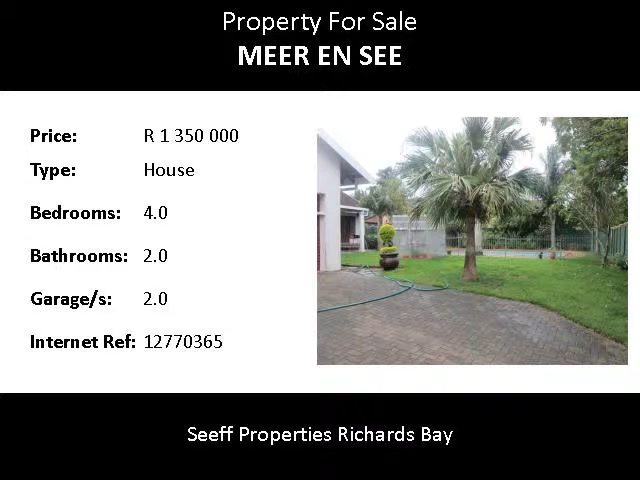 Property For Sale
MEER EN SEE
Price: R 1 350 000
Type: House
Bedrooms: 4.0
Bathrooms: 2.0
Garage/s: 2.0
Internet Ref: 12770365
Seeff Properties Richards Bay